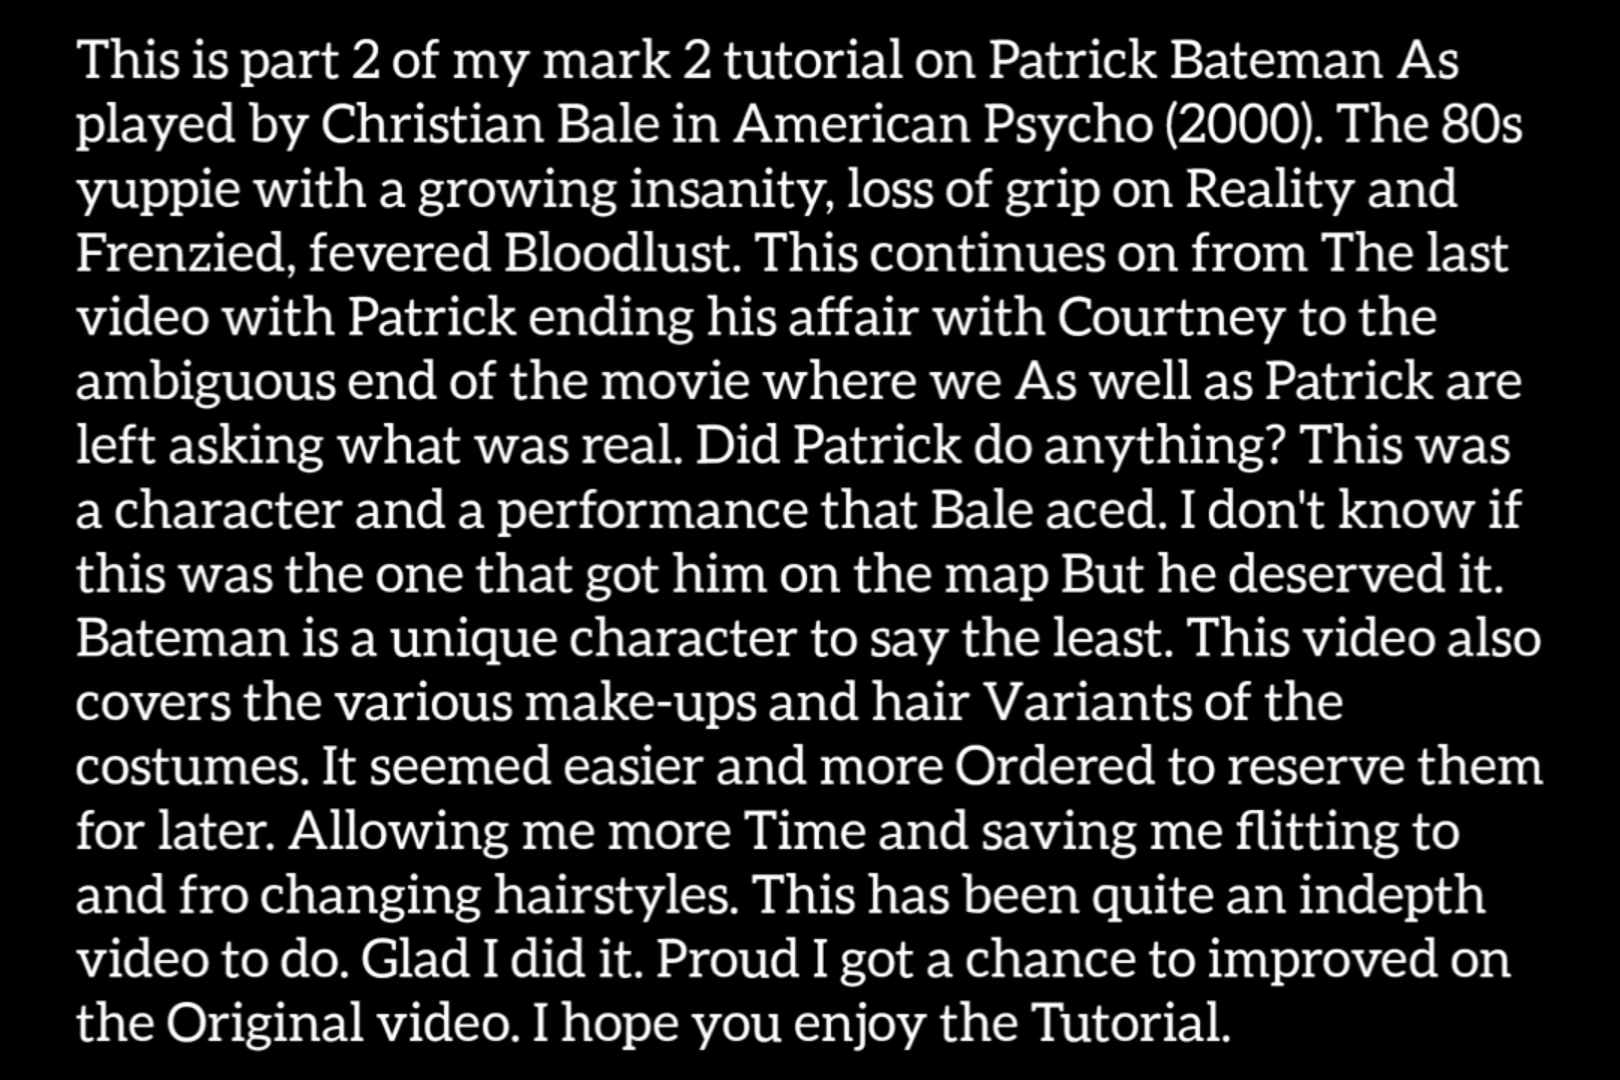 This is part 2 of my mark 2 tutorial on Patrick Bateman As
played by Christian Bale in American Psycho (2000). The 80s
yuppie with a growing insanity, loss of grip on Reality and
Frenzied, fevered Bloodlust. This continues on from The last
video with Patrick ending his affair with Courtney to the
ambiguous end of the movie where we As well as Patrick are
left asking what was real. Did Patrick do anything? This was
a character and a performance that Bale aced. I don't know if
this was the one that got him on the map But he deserved it.
Bateman is a unique character to say the least. This video also
covers the various make-ups and hair Variants of the
costumes. It seemed easier and more Ordered to reserve them
for later. Allowing me more Time and saving me flitting to
and fro changing hairstyles. This has been quite an indepth
video to do. Glad I did it. Proud I got a chance to improved on
the Original video. I hope you enjoy the Tutorial.